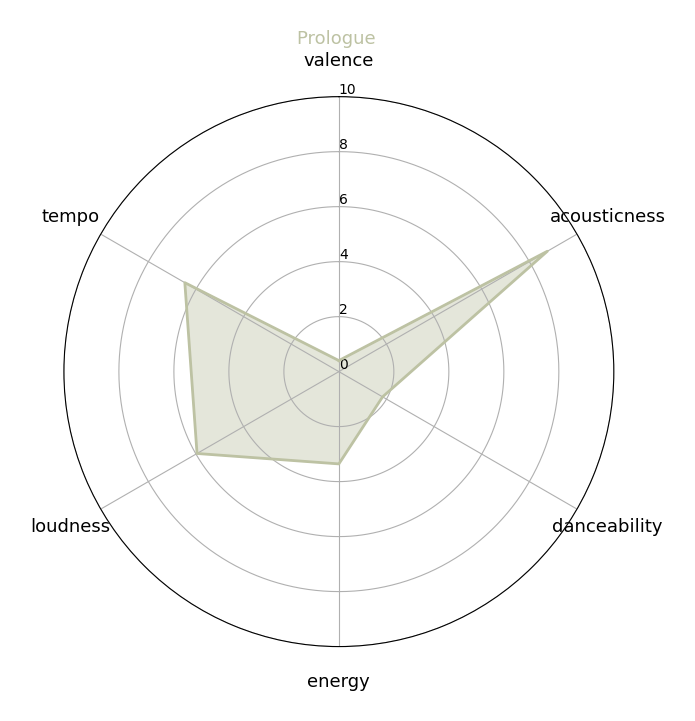 Prologue
valence
10
8
tempo
acousticness
6
4
2
0
loudness
danceability
energy